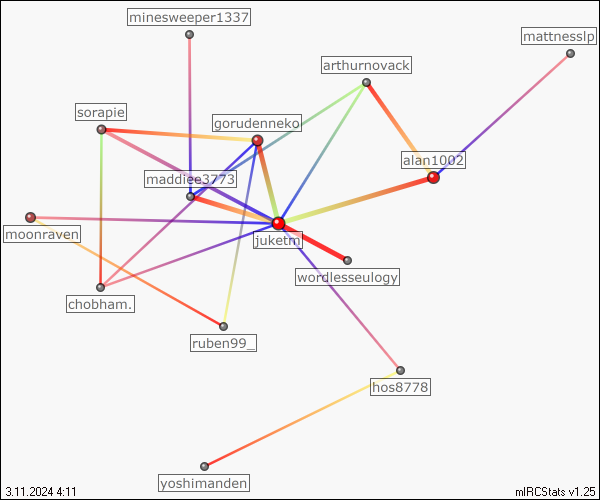 minesweeper1337
mattnesslp
arthurnovack
sorapie
gorudenneko
alan1002
maddiee3773
moonraven
juketm
wordlesseulogy
chobham.
ruben99_
hos8778
yoshimanden
3.11.2024 4:11
mIRCStats v1.25